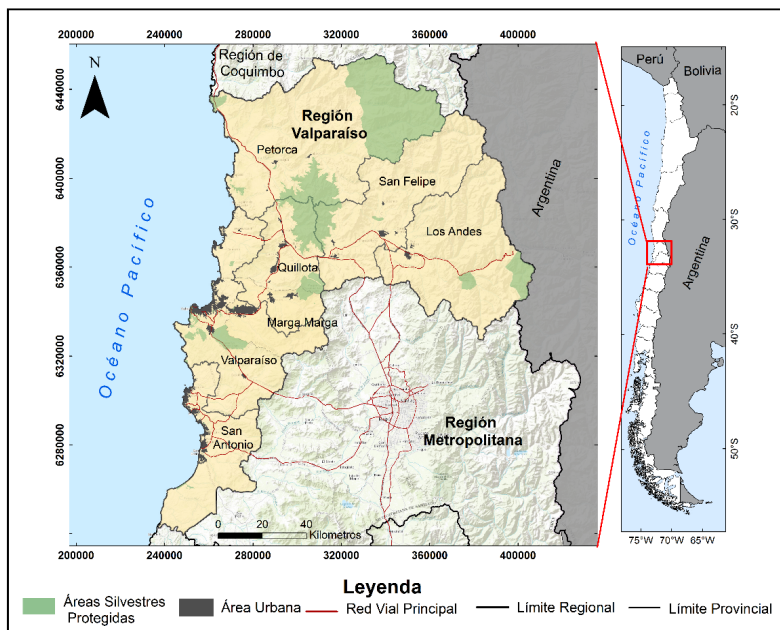 200000 240000 280000 320000 360000 400000
Región de
Coquimbo
N
Región
Valparaíso
Petorca
San Felipe
Los Andes
Quillota
Marga Marga
Valparaíso
San
Antonio
Región
Metropolitana
Océano Pacífico
Argentina
6440000
6400000
6360000
6320000
6280000
0 20 40
Kilometros
200000 240000 280000 320000 360000 400000
Perú
Bolivia
Océano Pacífico
Argentina
20°S
30°S
40°S
50°S
75°W 70°W 65°W
Leyenda
Áreas Silvestres
Protegidas
Área Urbana
Red Vial Principal
Límite Regional
Límite Provincial